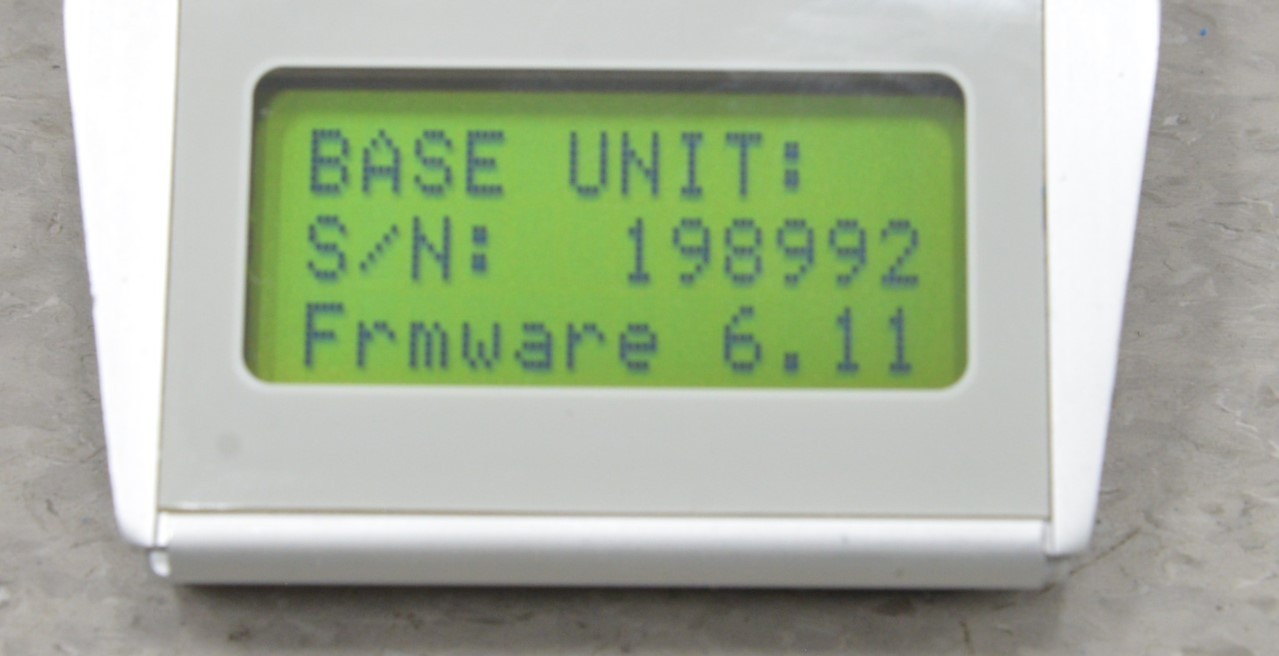 BASE UNIT:
S/N: 198992
Frmware 6.11